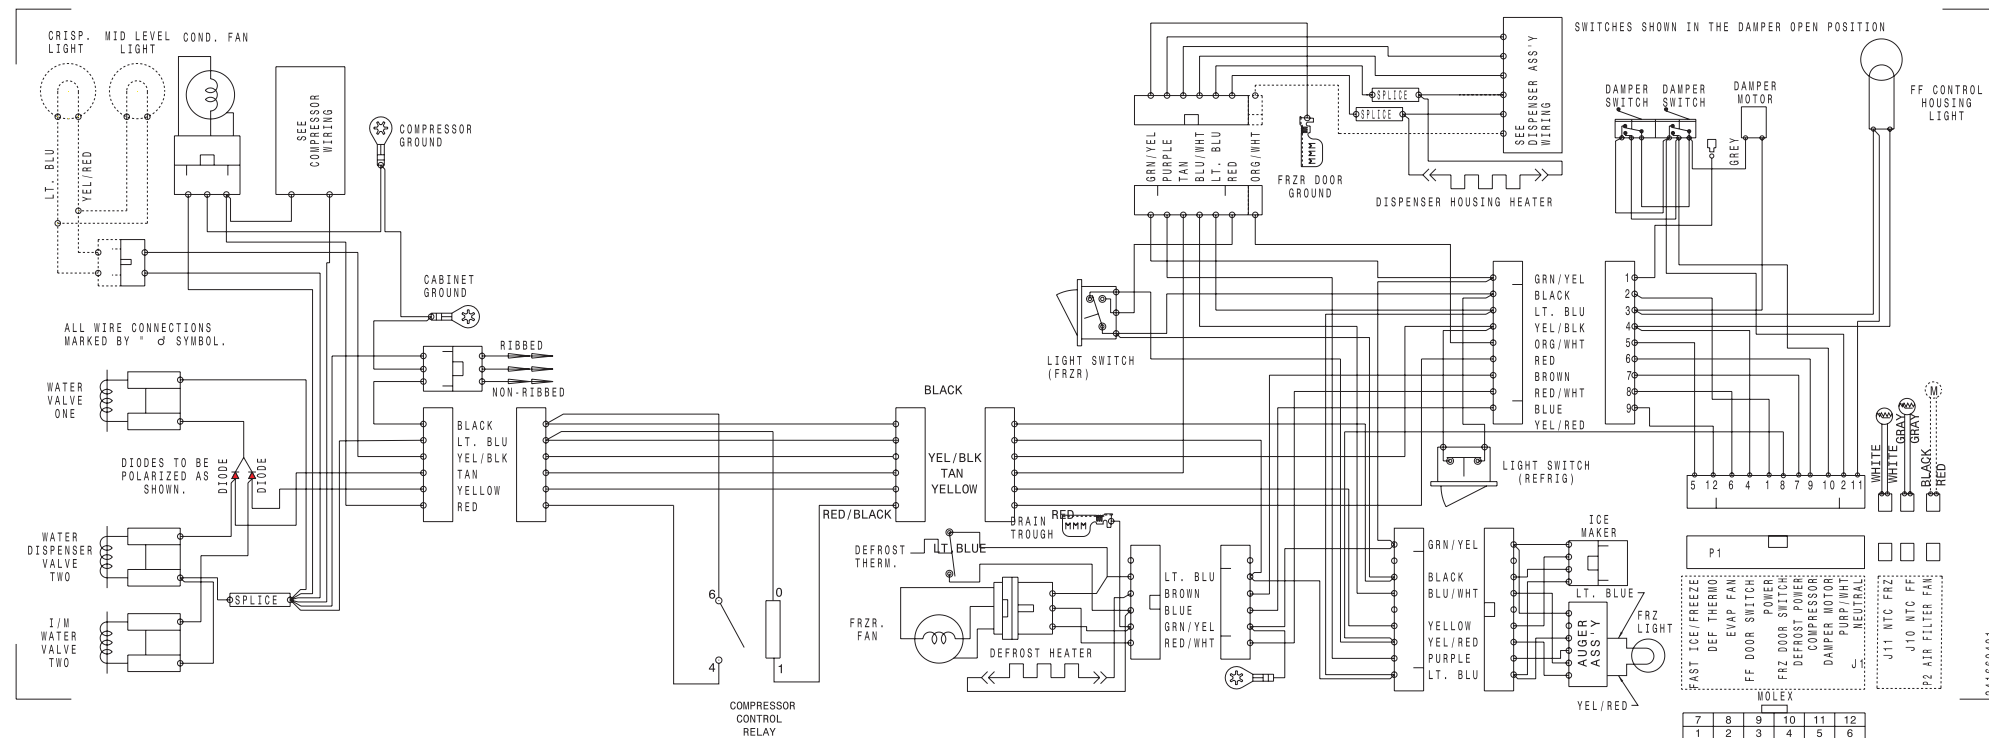 CRISP.
LIGHT
MID LEVEL
LIGHT
COND. FAN
SEE
COMPRESSOR
WIRING
COMPRESSOR
GROUND
LT. BLU
YEL/RED
CABINET
GROUND
ALL WIRE CONNECTIONS
MARKED BY " SYMBOL.
RIBBED
NON-RIBBED
WATER
VALVE
ONE
DIODES TO BE
POLARIZED AS
SHOWN.
DIODE
DIODE
BLACK
LT. BLU
YEL/BLK
TAN
YELLOW
RED
WATER
DISPENSER
VALVE
TWO
SPLICE
I/M
WATER
VALVE
TWO
6
4
0
1
COMPRESSOR
CONTROL
RELAY
BLACK
YEL/BLK
TAN
YELLOW
RED/BLACK
RED
LT. BLUE
DRAIN
TROUGH
DEFROST
THERM.
FRZR.
FAN
DEFROST HEATER
LT. BLU
BROWN
BLUE
GRN/YEL
RED/WHT
GRN/YEL
PURPLE
TAN
BLU/WHT
LT. BLU
RED
ORG/WHT
FRZR DOOR
GROUND
SPLICE
SPLICE
SEE
DISPENSER ASS'Y
WIRING
DISPENSER HOUSING HEATER
LIGHT SWITCH
(FRZR)
SWITCHES SHOWN IN THE DAMPER OPEN POSITION
DAMPER
SWITCH
DAMPER
SWITCH
DAMPER
MOTOR
GREY
FF CONTROL
HOUSING
LIGHT
GRN/YEL
BLACK
LT. BLU
YEL/BLK
ORG/WHT
RED
BROWN
RED/WHT
BLUE
YEL/RED
1
2
3
4
5
6
7
8
9
LIGHT SWITCH
(REFRIG)
5 12 6 4 1 8 7 9 10 2 11
WHITE
WHITE
GRAY
GRAY
BLACK
RED
M
GRN/YEL
BLACK
BLU/WHT
YELLOW
YEL/RED
PURPLE
LT. BLU
ICE
MAKER
LT. BLUE
AUGER
ASS'Y
FRZ
LIGHT
YEL/RED
P1
FAST ICE/FREEZE
DEF THERMO
EVAP FAN
FF DOOR SWITCH
POWER
FRZ DOOR SWITCH
DEFROST POWER
COMPRESSOR
DAMPER MOTOR
PURP/WHT
NEUTRAL
J1
J11 NTC FRZ
J10 NTC FF
P2 AIR FILTER FAN
MOLEX
7 8 9 10 11 12
1 2 3 4 5 6